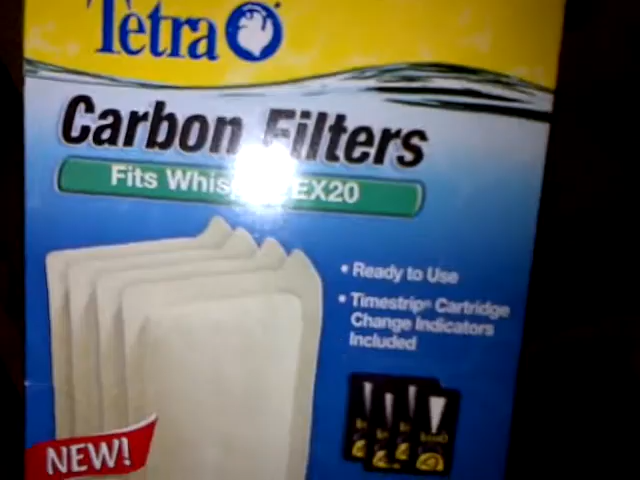 Tetra
Carbon Filters
Fits Whis EX20
• Ready to Use
• Timestrip® Cartridge
Change Indicators
Included
NEW!